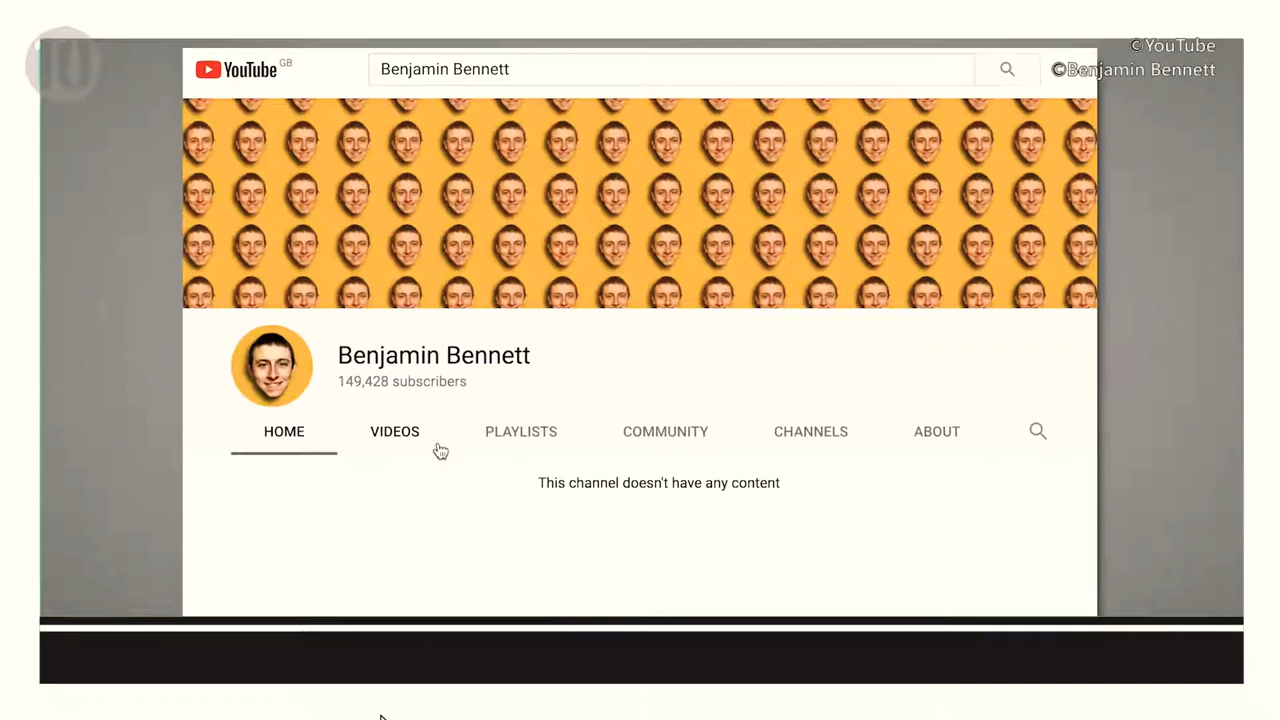 ©YouTube
YouTube GB
Benjamin Bennett
©Benjamin Bennett
Benjamin Bennett
149,428 subscribers
HOME VIDEOS PLAYLISTS COMMUNITY CHANNELS ABOUT
This channel doesn't have any content